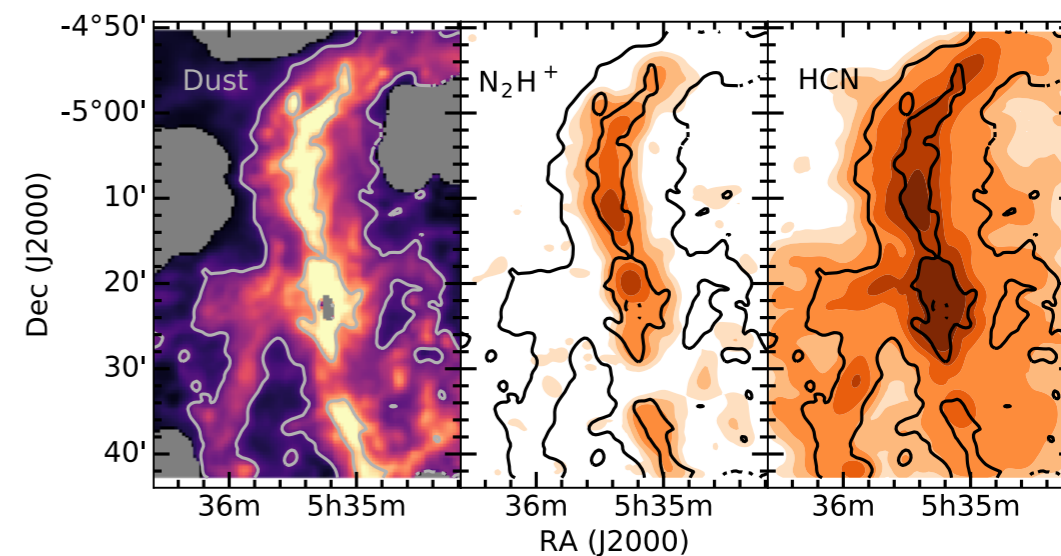 -4°50'
-5°00'
10'
20'
30'
40'
Dec (J2000)
Dust
N₂H⁺
HCN
36m
5h35m
36m
5h35m
36m
5h35m
RA (J2000)